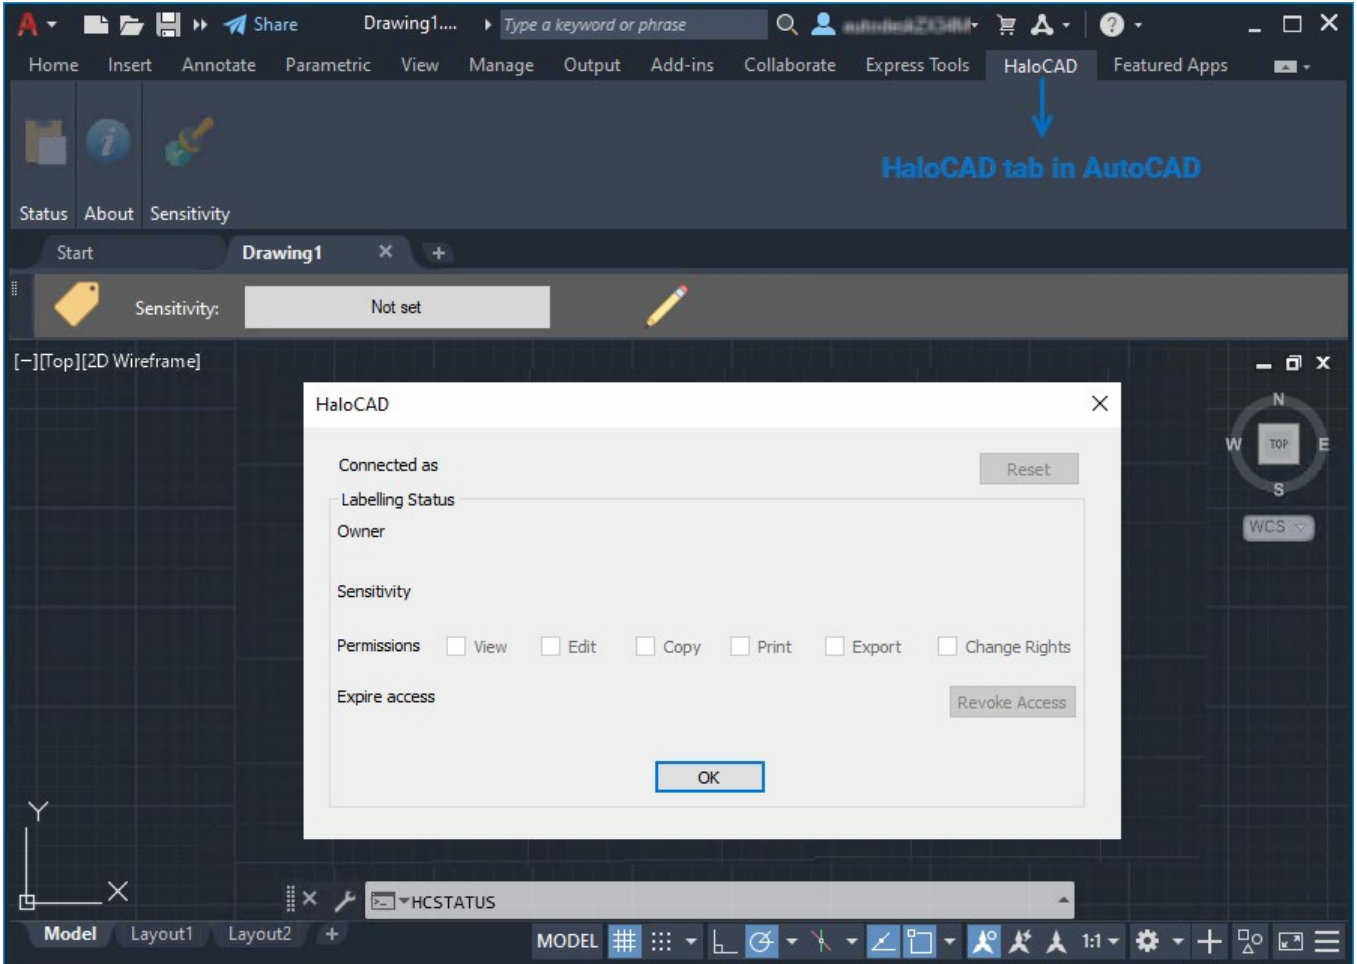 Share Drawing1.... Type a keyword or phrase
Home Insert Annotate Parametric View Manage Output Add-ins Collaborate Express Tools HaloCAD Featured Apps
HaloCAD tab in AutoCAD
Status About Sensitivity
Start Drawing1
Sensitivity: Not set
[−][Top][2D Wireframe]
HaloCAD
N
W TOP E
S
WCS
Connected as Reset
Labelling Status
Owner
Sensitivity
Permissions View Edit Copy Print Export Change Rights
Expire access Revoke Access
OK
Y
X
HCSTATUS
Model Layout1 Layout2 + MODEL 1:1